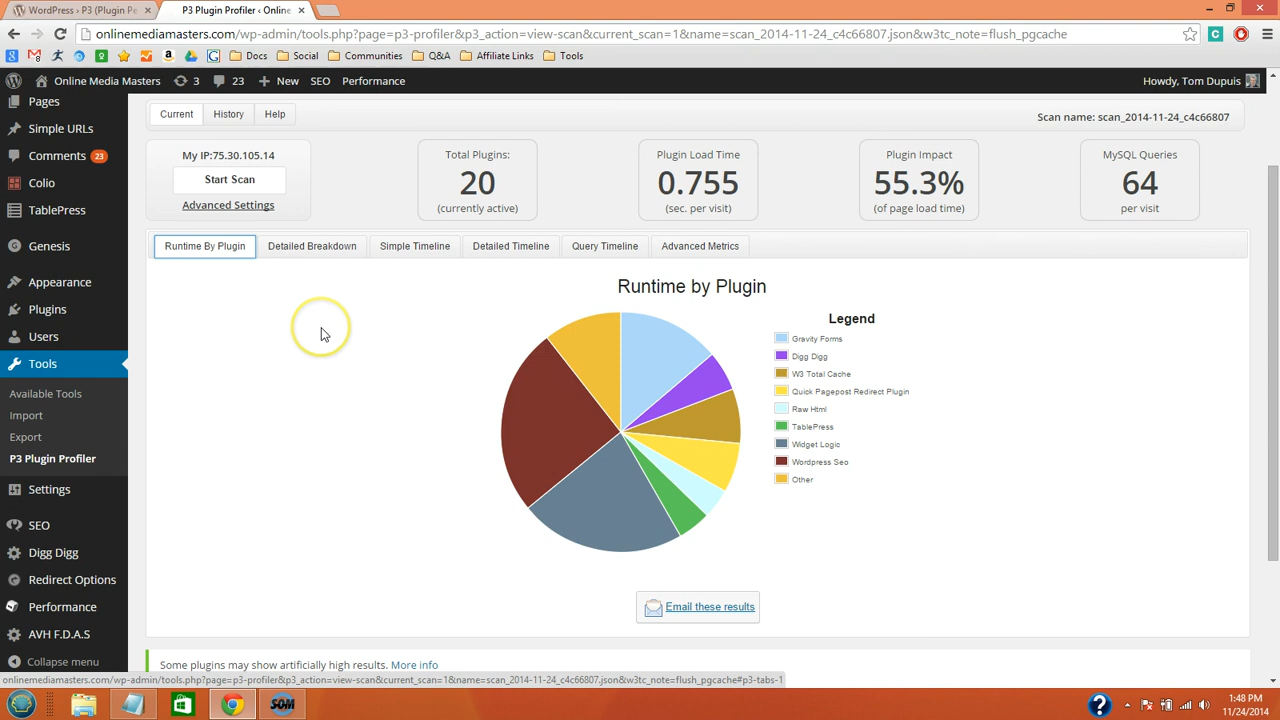 WordPress › P3 (Plugin Pe
P3 Plugin Profiler ‹ Online
onlinemediamasters.com/wp-admin/tools.php?page=p3-profiler&p3_action=view-scan&current_scan=1&name=scan_2014-11-24_c4c66807.json&w3tc_note=flush_pgcache
Docs Social Communities Q&A Affiliate Links Tools
Online Media Masters 3 23 New SEO Performance Howdy, Tom Dupuis
Pages
Simple URLs
Comments 23
Colio
TablePress
Genesis
Appearance
Plugins
Users
Tools
Available Tools
Import
Export
P3 Plugin Profiler
Settings
SEO
Digg Digg
Redirect Options
Performance
AVH F.D.A.S
Collapse menu
Current History Help
Scan name: scan_2014-11-24_c4c66807
My IP:75.30.105.14
Start Scan
Advanced Settings
Total Plugins:
20
(currently active)
Plugin Load Time
0.755
(sec. per visit)
Plugin Impact
55.3%
(of page load time)
MySQL Queries
64
per visit
Runtime By Plugin Detailed Breakdown Simple Timeline Detailed Timeline Query Timeline Advanced Metrics
Runtime by Plugin
Legend
Gravity Forms
Digg Digg
W3 Total Cache
Quick Pagepost Redirect Plugin
Raw Html
TablePress
Widget Logic
Wordpress Seo
Other
Email these results
Some plugins may show artificially high results. More info
onlinemediamasters.com/wp-admin/tools.php?page=p3-profiler&p3_action=view-scan&current_scan=1&name=scan_2014-11-24_c4c66807.json&w3tc_note=flush_pgcache#p3-tabs-1
SOM
1:48 PM
11/24/2014